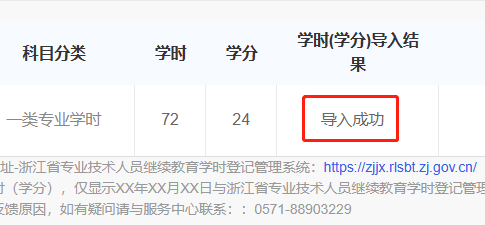 科目分类 学时 学分 学时(学分)导入结
果
一类专业学时 72 24 导入成功
址-浙江省专业技术人员继续教育学时登记管理系统：https://zjjx.rlsbt.zj.gov.cn/
时（学分），仅显示XX年XX月XX日与浙江省专业技术人员继续教育学时登记管理
反馈原因，如有疑问请与服务中心联系：：0571-88903229